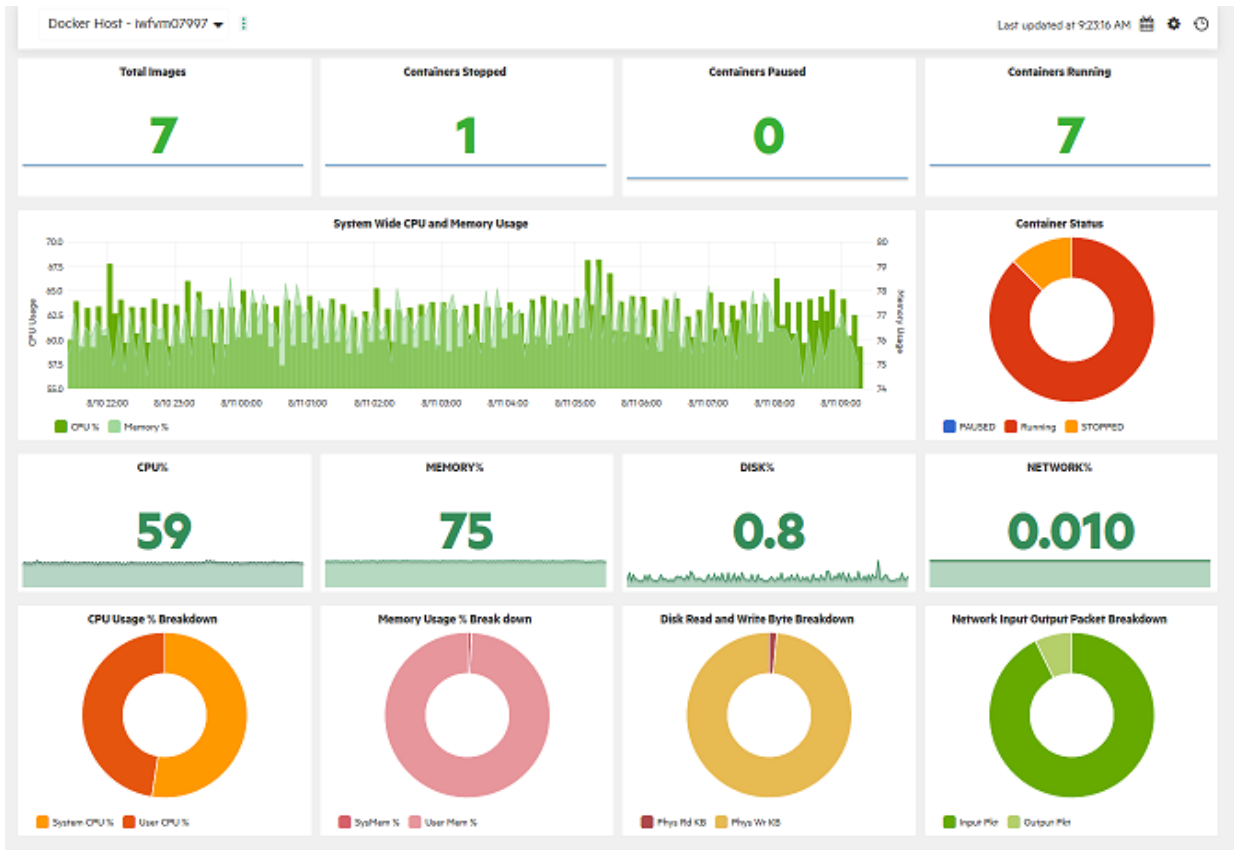 Docker Host - iwfvm07997
Last updated at 9:23:16 AM
Total Images
Containers Stopped
Containers Paused
Containers Running
7
1
0
7
System Wide CPU and Memory Usage
Container Status
70.0
67.5
65.0
62.5
60.0
57.5
55.0
CPU Usage
80
79
78
77
76
75
74
Memory Usage
8/10 22:00 8/10 23:00 8/11 00:00 8/11 01:00 8/11 02:00 8/11 03:00 8/11 04:00 8/11 05:00 8/11 06:00 8/11 07:00 8/11 08:00 8/11 09:00
CPU % Memory %
PAUSED Running STOPPED
CPU%
MEMORY%
DISK%
NETWORK%
59
75
0.8
0.010
CPU Usage % Breakdown
Memory Usage % Break down
Disk Read and Write Byte Breakdown
Network Input Output Packet Breakdown
System CPU % User CPU %
SysMem % User Mem %
Phys Rd KB Phys Wr KB
Input Pkt Output Pkt